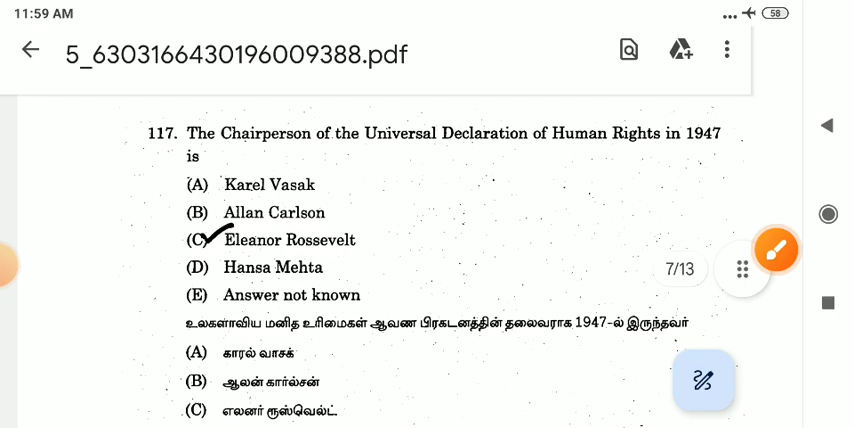 11:59 AM
58
5_6303166430196009388.pdf
117. The Chairperson of the Universal Declaration of Human Rights in 1947
is
(A) Karel Vasak
(B) Allan Carlson
(C) Eleanor Rossevelt
(D) Hansa Mehta
7/13
(E) Answer not known
உலகளாவிய மனித உரிமைகள் ஆவண பிரகடனத்தின் தலைவராக 1947-ல் இருந்தவர்
(A) காரல் வாசக்
(B) ஆலன் கார்ல்சன்
(C) எலனர் ரூஸ்வெல்ட்